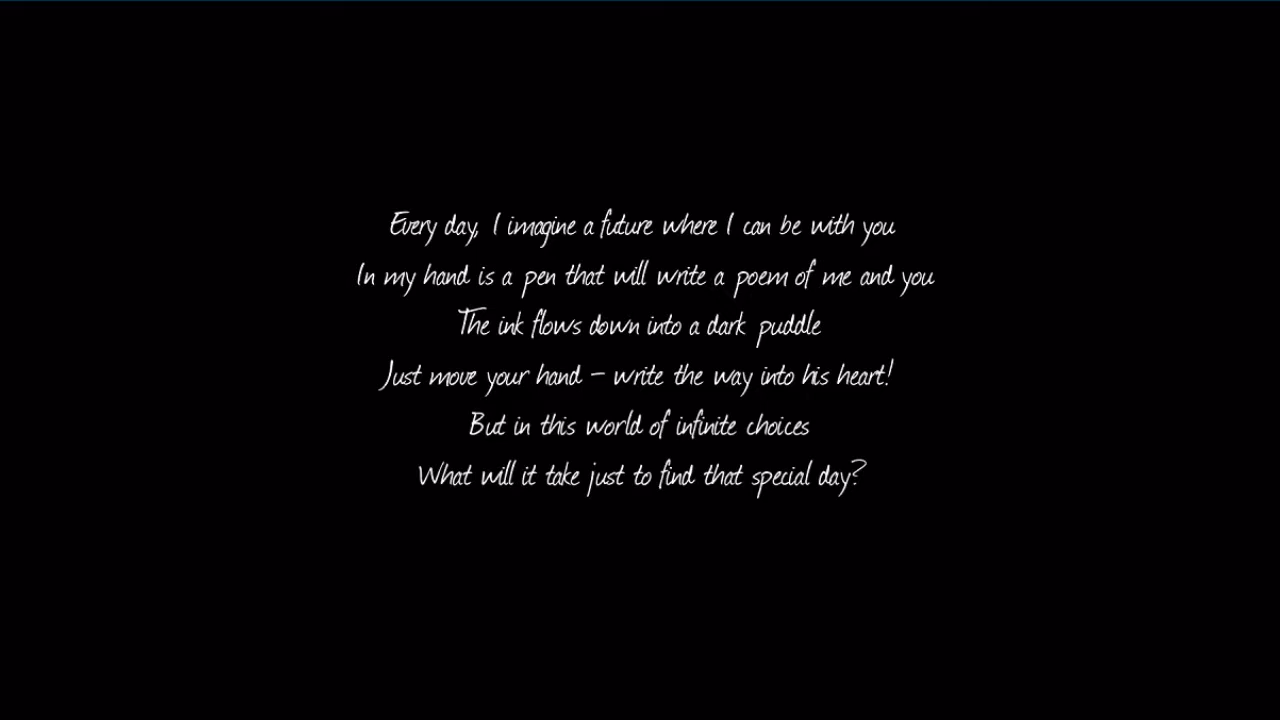 Every day, I imagine a future where I can be with you
In my hand is a pen that will write a poem of me and you
The ink flows down into a dark puddle
Just move your hand - write the way into his heart!
But in this world of infinite choices
What will it take just to find that special day?